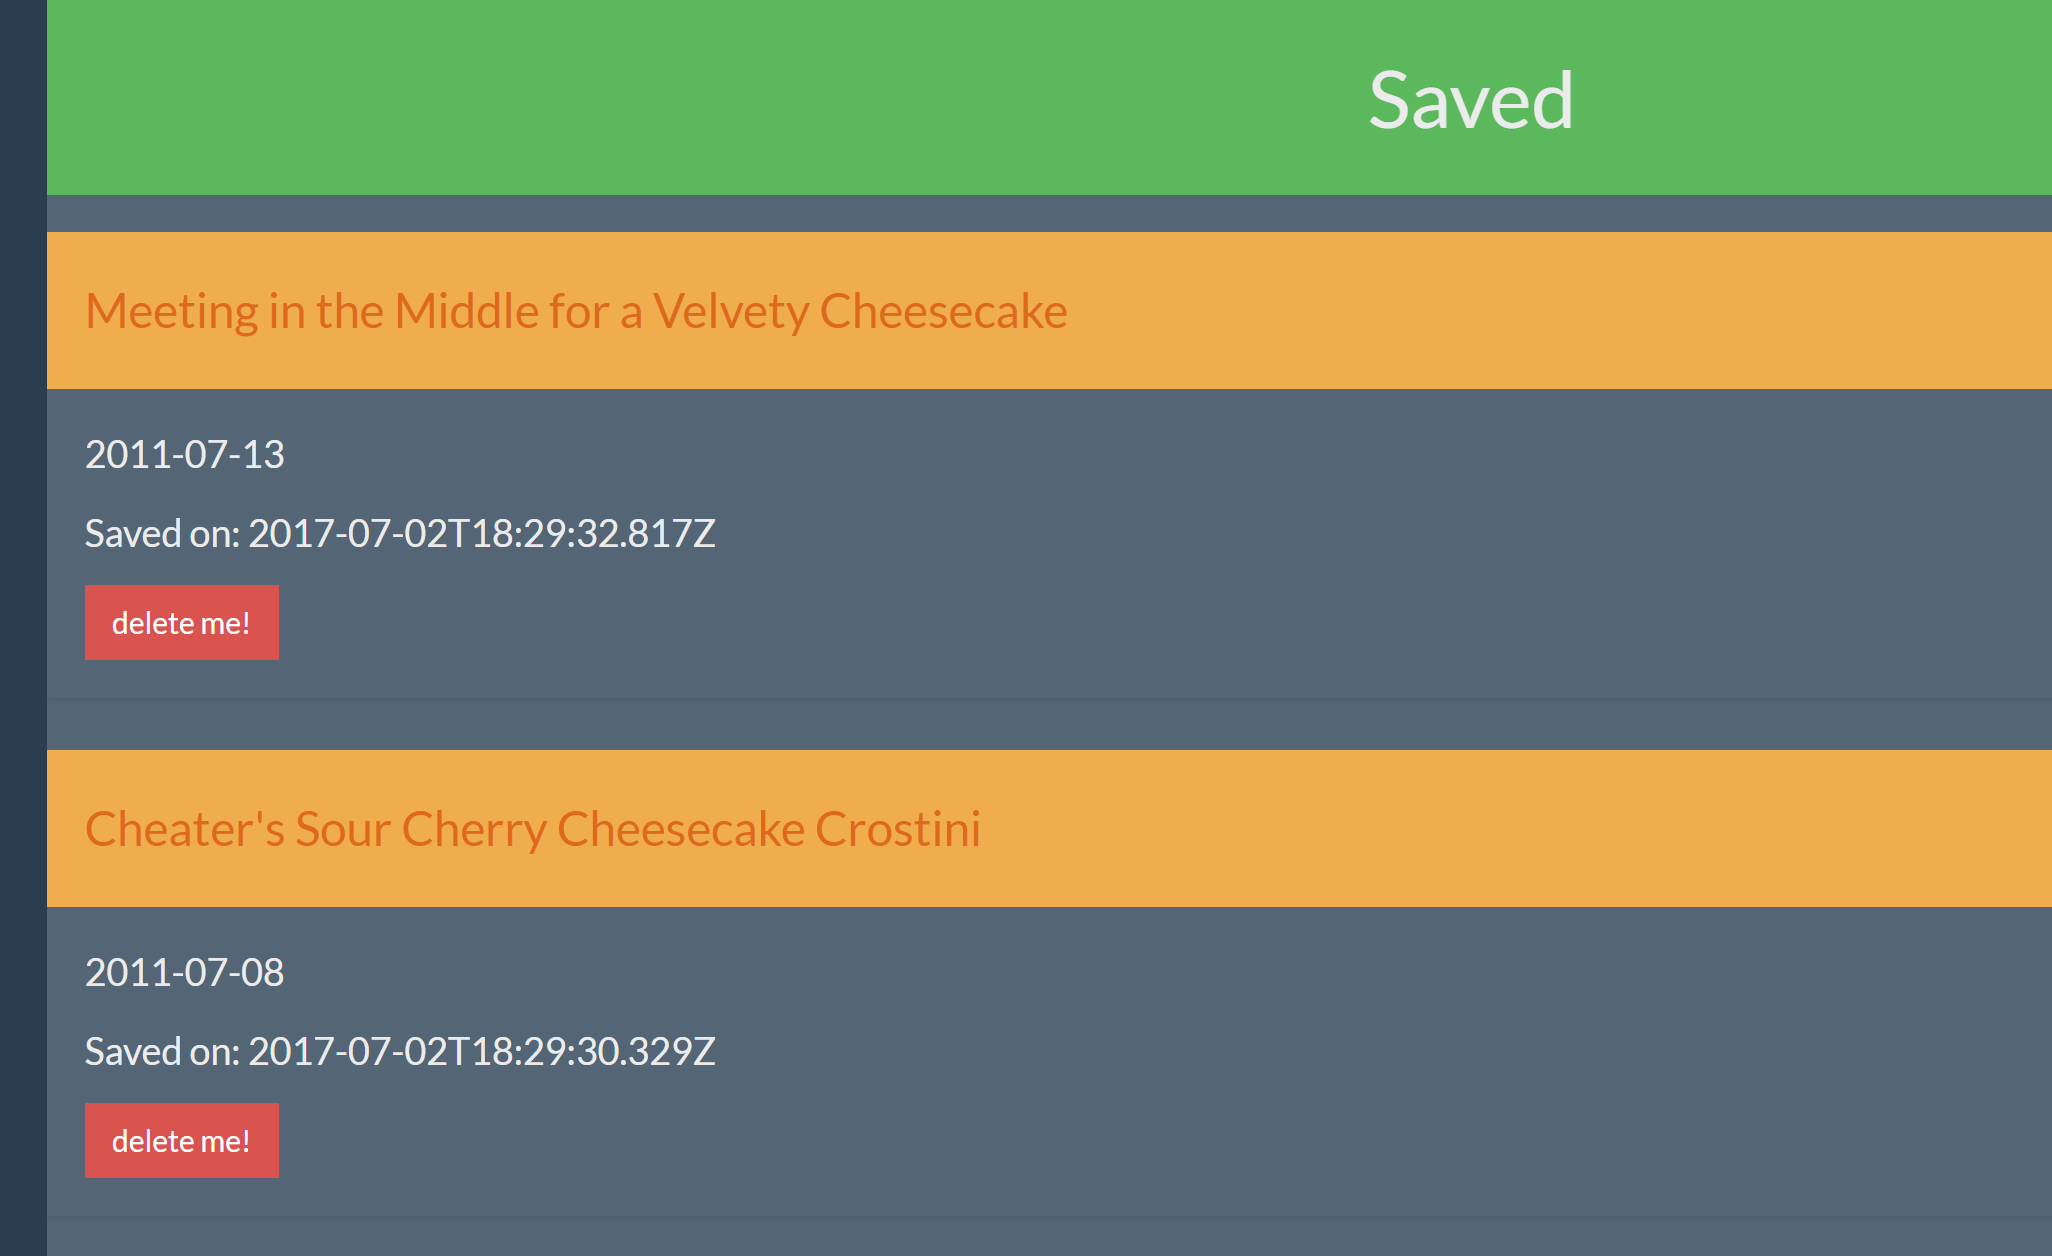 Saved
Meeting in the Middle for a Velvety Cheesecake
2011-07-13
Saved on: 2017-07-02T18:29:32.817Z
delete me!
Cheater's Sour Cherry Cheesecake Crostini
2011-07-08
Saved on: 2017-07-02T18:29:30.329Z
delete me!